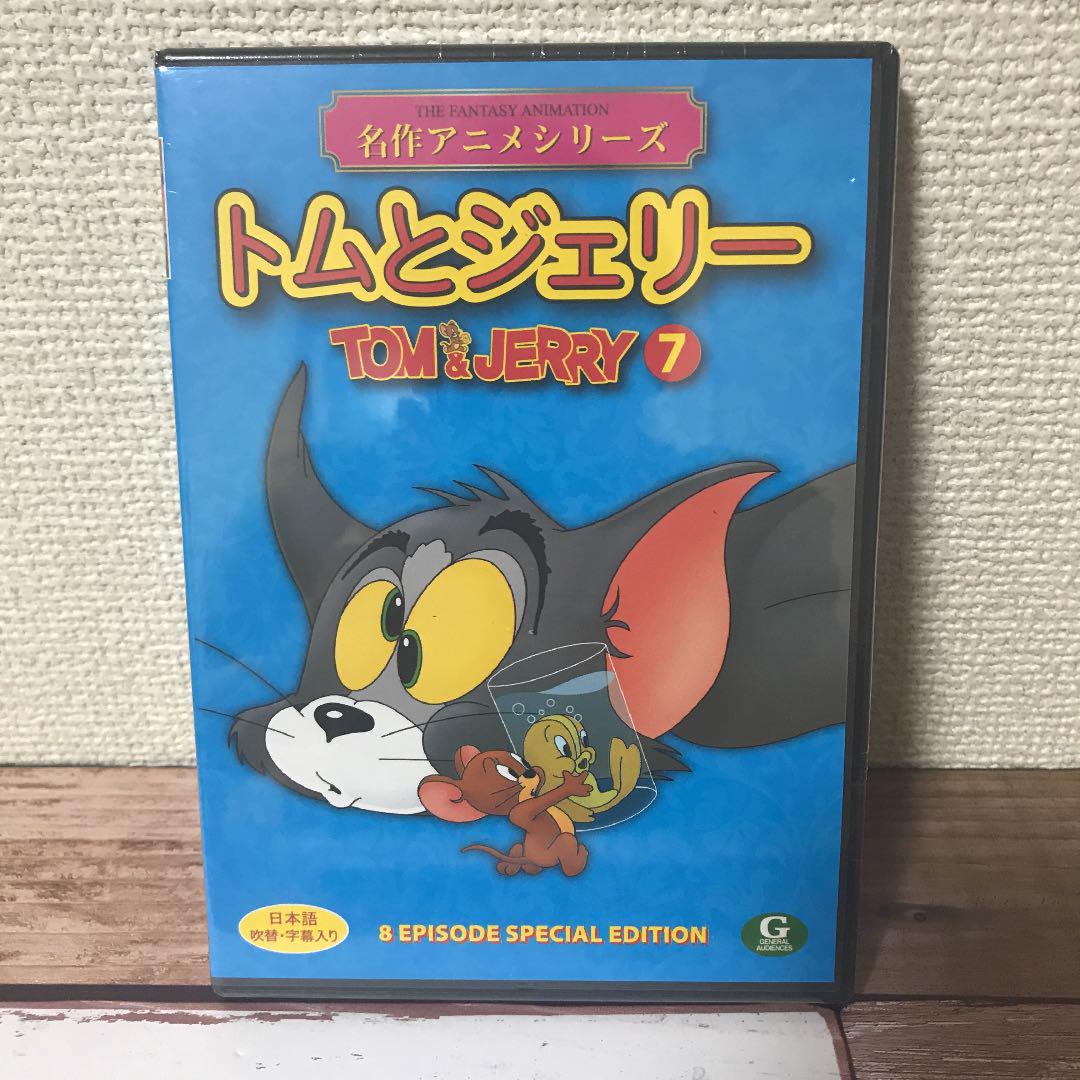 THE FANTASY ANIMATION
名作アニメシリーズ
トムとジェリー
TOM & JERRY 7
日本語
吹替・字幕入り
8 EPISODE SPECIAL EDITION
G
GENERAL
AUDIENCES